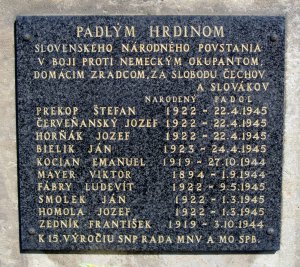 PADLÝM HRDINOM
SLOVENSKÉHO NÁRODNÉHO POVSTANIA
V BOJI PROTI NEMECKÝM OKUPANTOM,
DOMÁCIM ZRADCOM, ZA SLOBODU ČECHOV
A SLOVÁKOV
NARODENÝ PADOL
PREKOP ŠTEFAN 1922 - 22.4.1945
ČERVEŇANSKÝ JOZEF 1922 - 22.4.1945
HORŇÁK JOZEF 1922 - 22.4.1945
BIELIK JÁN 1923 - 24.4.1945
KOCIAN EMANUEL 1919 - 27.10.1944
MAYER VIKTOR 1894 - 1.9.1944
FÁBRY ĽUDEVÍT 1922 - 9.5.1945
SMOLEK JÁN 1922 - 1.3.1945
HOMOLA JOZEF 1922 - 1.3.1945
ZEDNÍK FRANTIŠEK 1919 - 3.10.1944
K 15. VÝROČIU SNP RADA MNV A MO SPB.